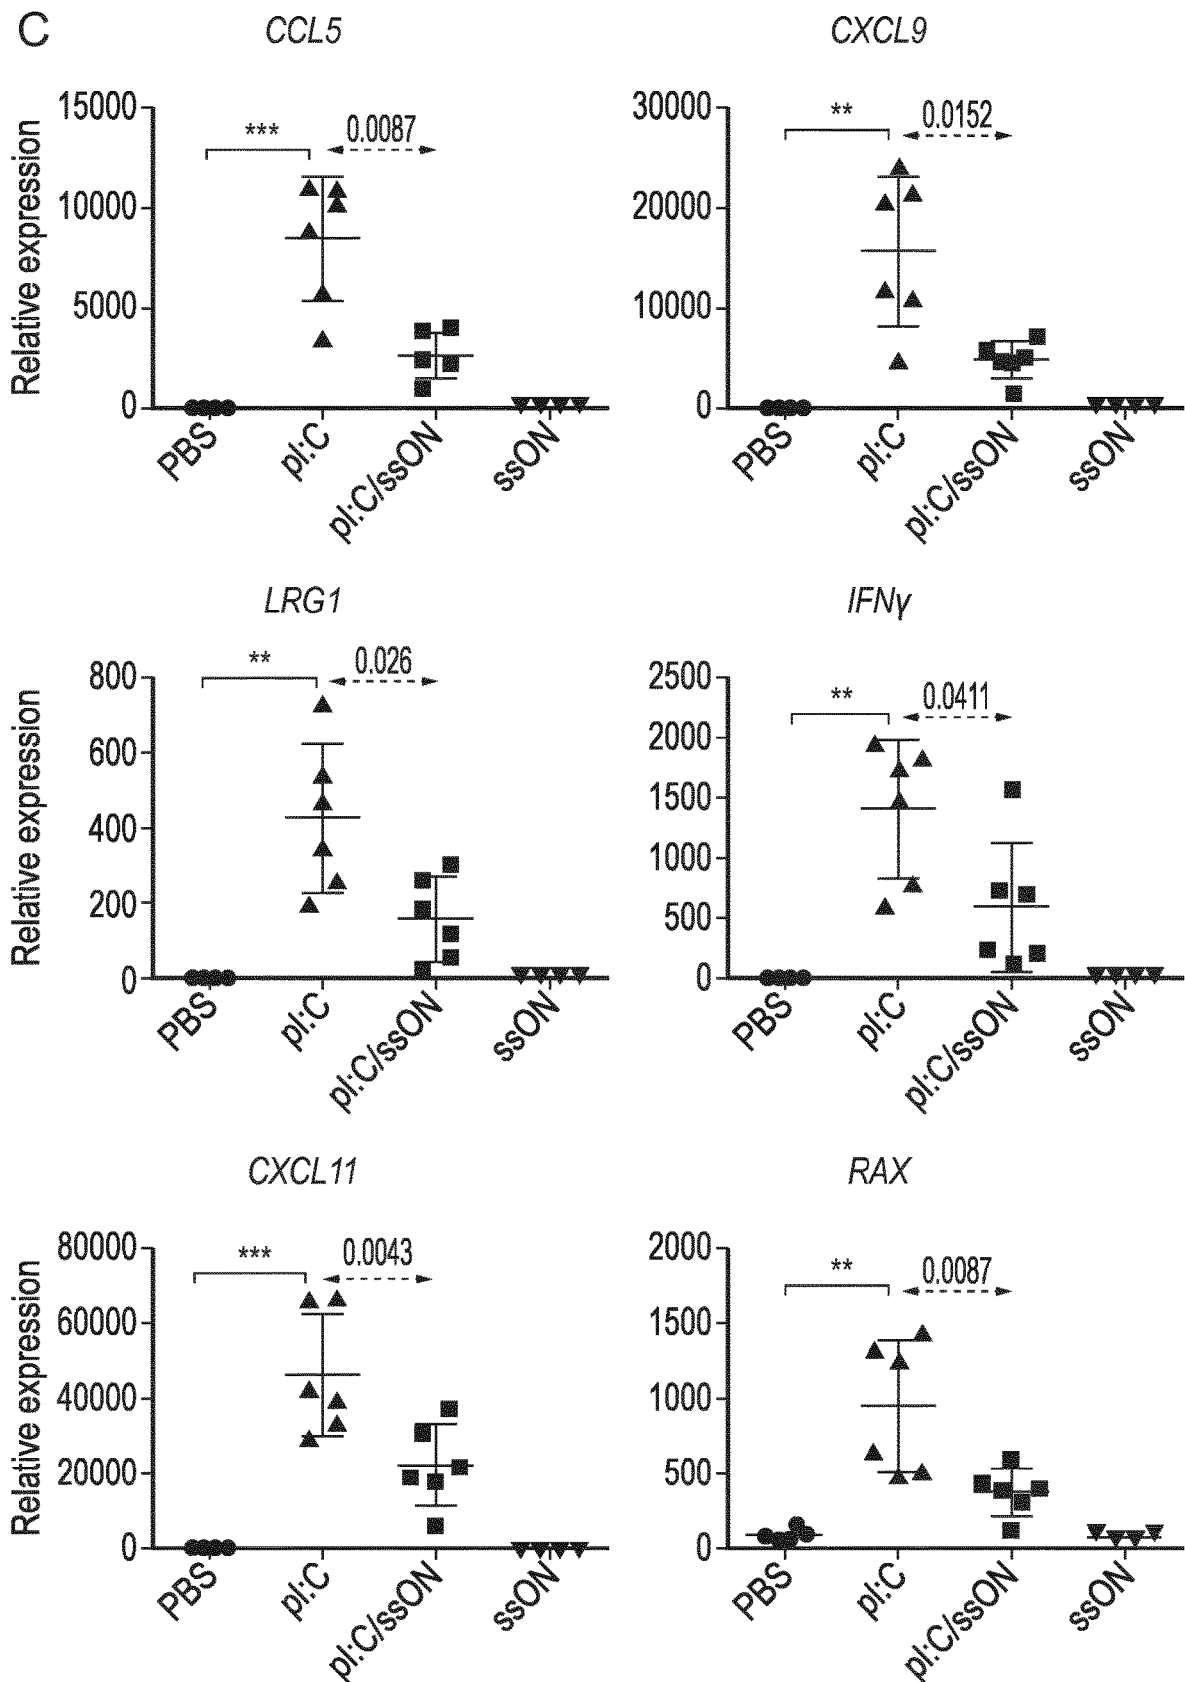 C
CCL5
Relative expression
15000
10000
5000
0
***
0.0087
PBS
pI:C
pI:C/ssON
ssON
CXCL9
30000
20000
10000
0
**
0.0152
PBS
pI:C
pI:C/ssON
ssON
LRG1
Relative expression
800
600
400
200
0
**
0.026
PBS
pI:C
pI:C/ssON
ssON
IFNγ
2500
2000
1500
1000
500
0
**
0.0411
PBS
pI:C
pI:C/ssON
ssON
CXCL11
Relative expression
80000
60000
40000
20000
0
***
0.0043
PBS
pI:C
pI:C/ssON
ssON
RAX
2000
1500
1000
500
0
**
0.0087
PBS
pI:C
pI:C/ssON
ssON